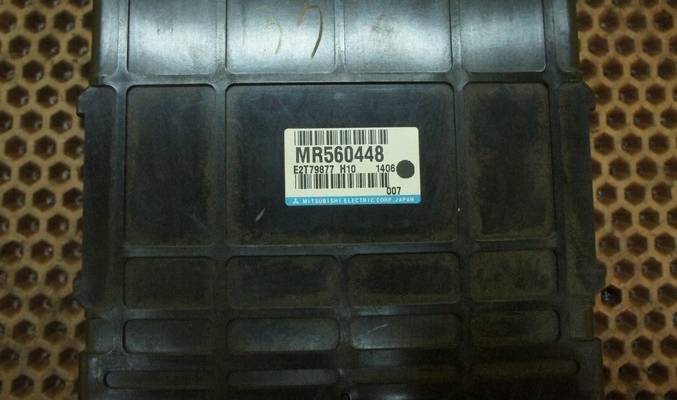 MR560448
E2T79877 H10 1406
007
MITSUBISHI ELECTRIC CORP. JAPAN